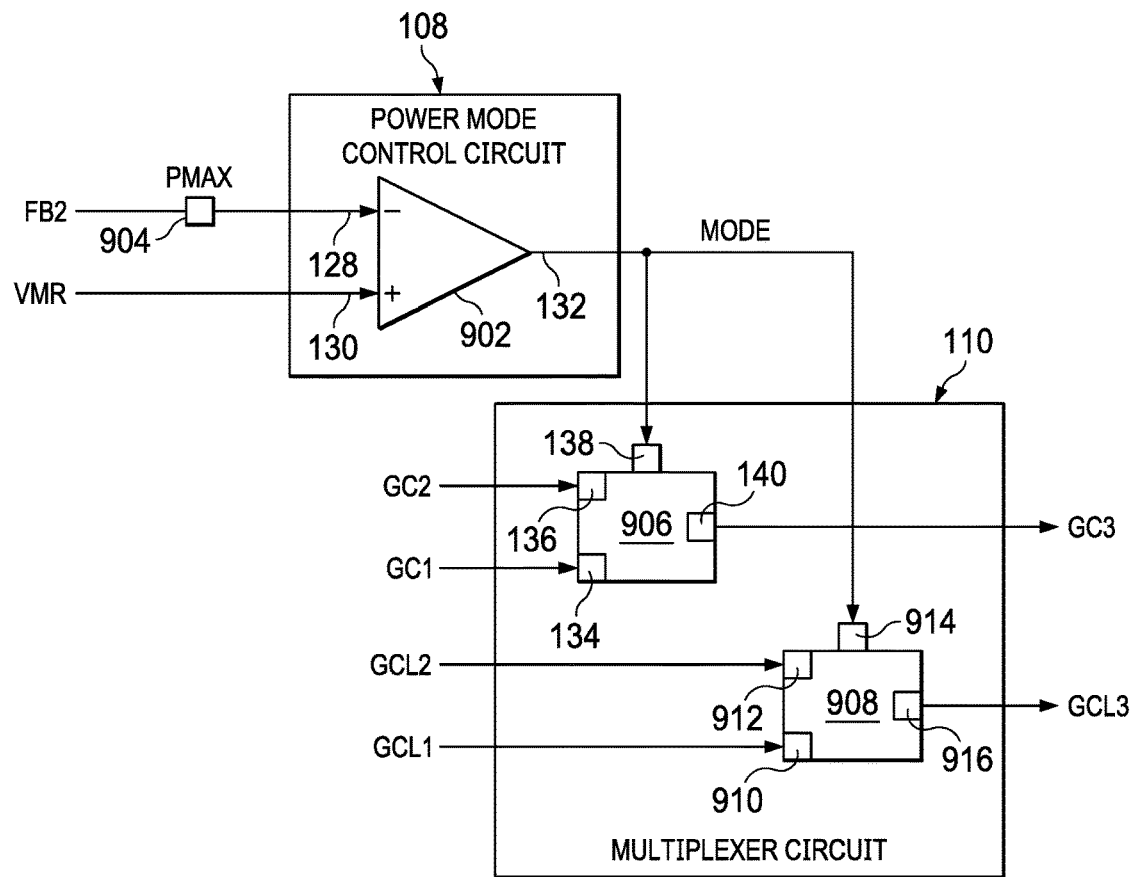 108
POWER MODE
CONTROL CIRCUIT
PMAX
FB2
904
128
−
MODE
VMR
130
+
902
132
110
138
140
GC2
136
906
GC3
GC1
134
914
GCL2
912
908
GCL3
GCL1
910
916
MULTIPLEXER CIRCUIT